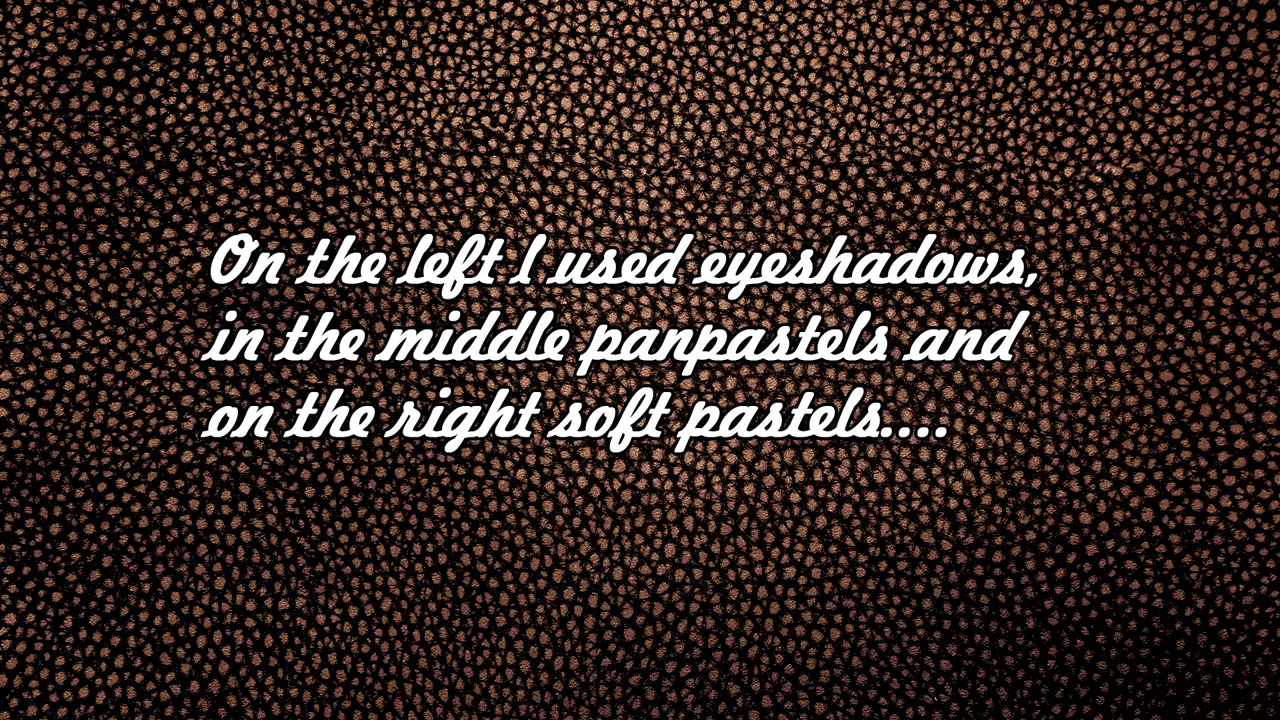 On the left I used eyeshadows,
in the middle panpastels and
on the right soft pastels....